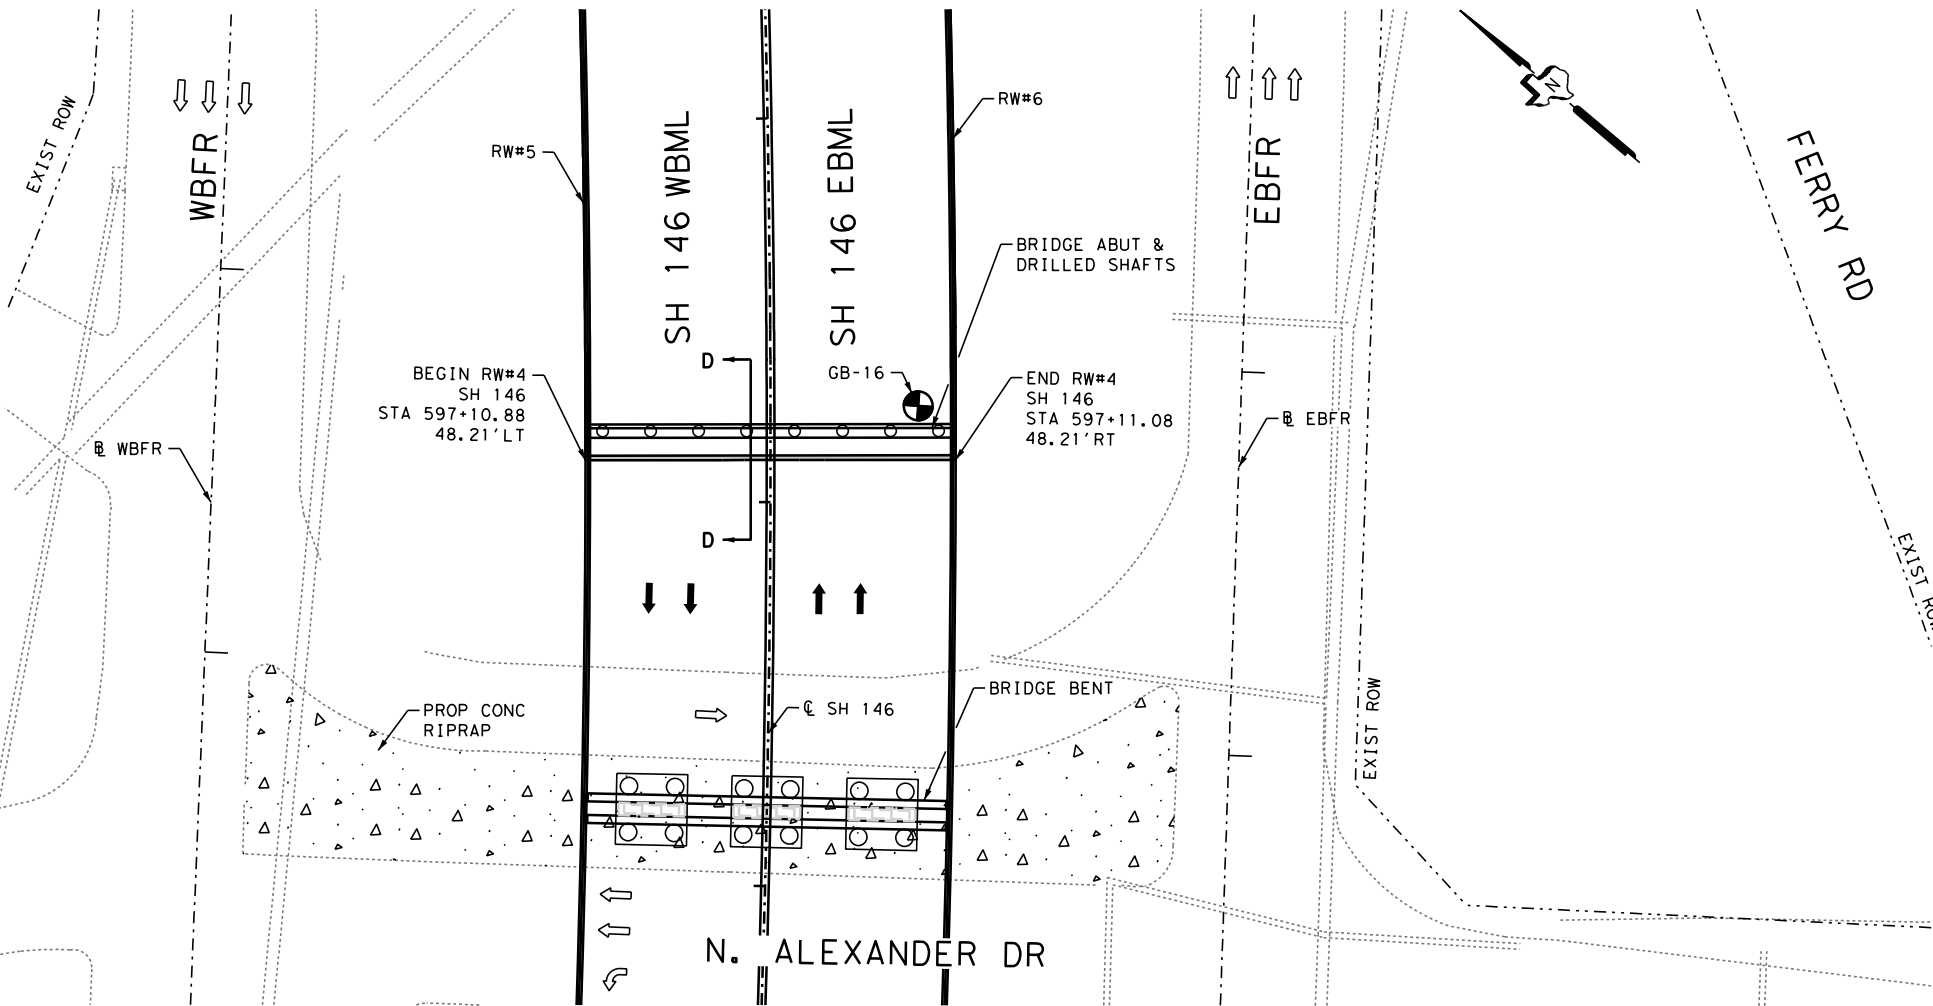 EXIST ROW
WBFR
RW#5
SH 146 WBML
SH 146 EBML
RW#6
EBFR
N
FERRY RD
BRIDGE ABUT &
DRILLED SHAFTS
D
GB-16
BEGIN RW#4
SH 146
STA 597+10.88
48.21'LT
END RW#4
SH 146
STA 597+11.08
48.21'RT
BL WBFR
BL EBFR
D
EXIST ROW
EXIST ROW
BRIDGE BENT
PROP CONC
RIPRAP
CL SH 146
N. ALEXANDER DR